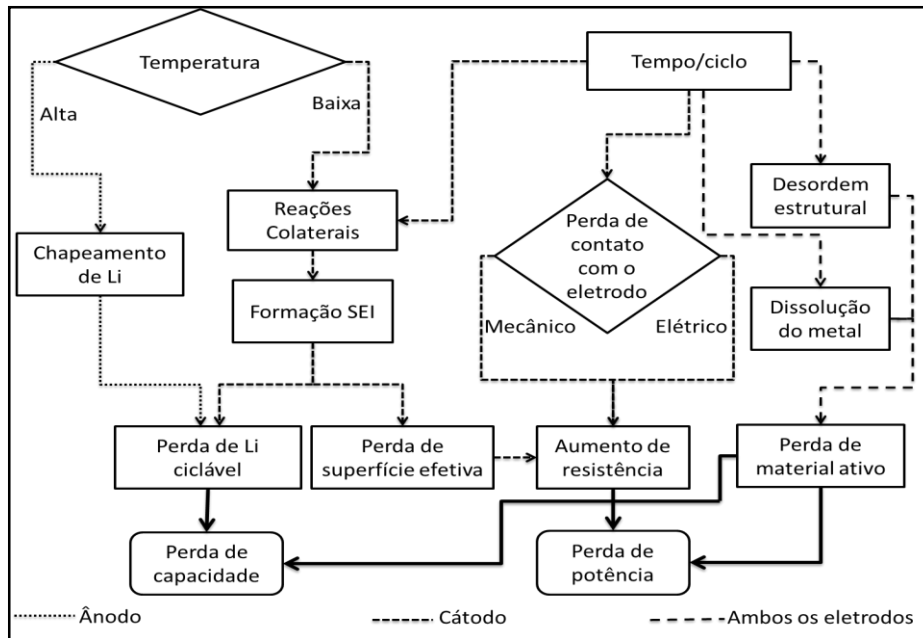 Temperatura
Tempo/ciclo
Alta
Baixa
Reações
Colaterais
Desordem
estrutural
Perda de
contato
com o
eletrodo
Chapeamento
de Li
Formação SEI
Mecânico
Elétrico
Dissolução
do metal
Perda de Li
ciclável
Perda de
superfície efetiva
Aumento de
resistência
Perda de
material ativo
Perda de
capacidade
Perda de
potência
Ânodo
Cátodo
Ambos os eletrodos